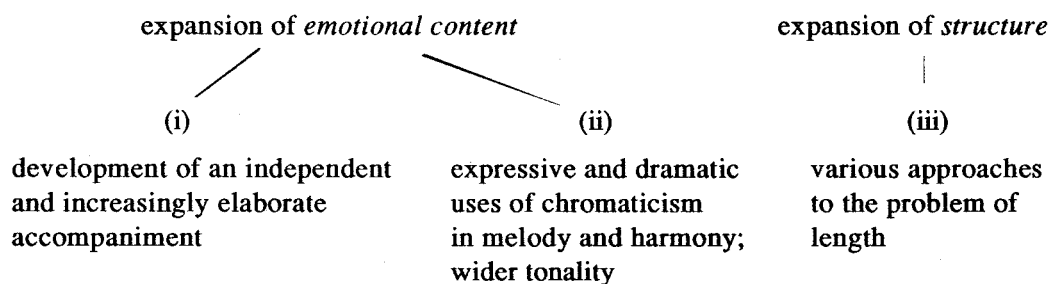 expansion of emotional content
expansion of structure
(i)
(ii)
(iii)
development of an independent
and increasingly elaborate
accompaniment
expressive and dramatic
uses of chromaticism
in melody and harmony;
wider tonality
various approaches
to the problem of
length